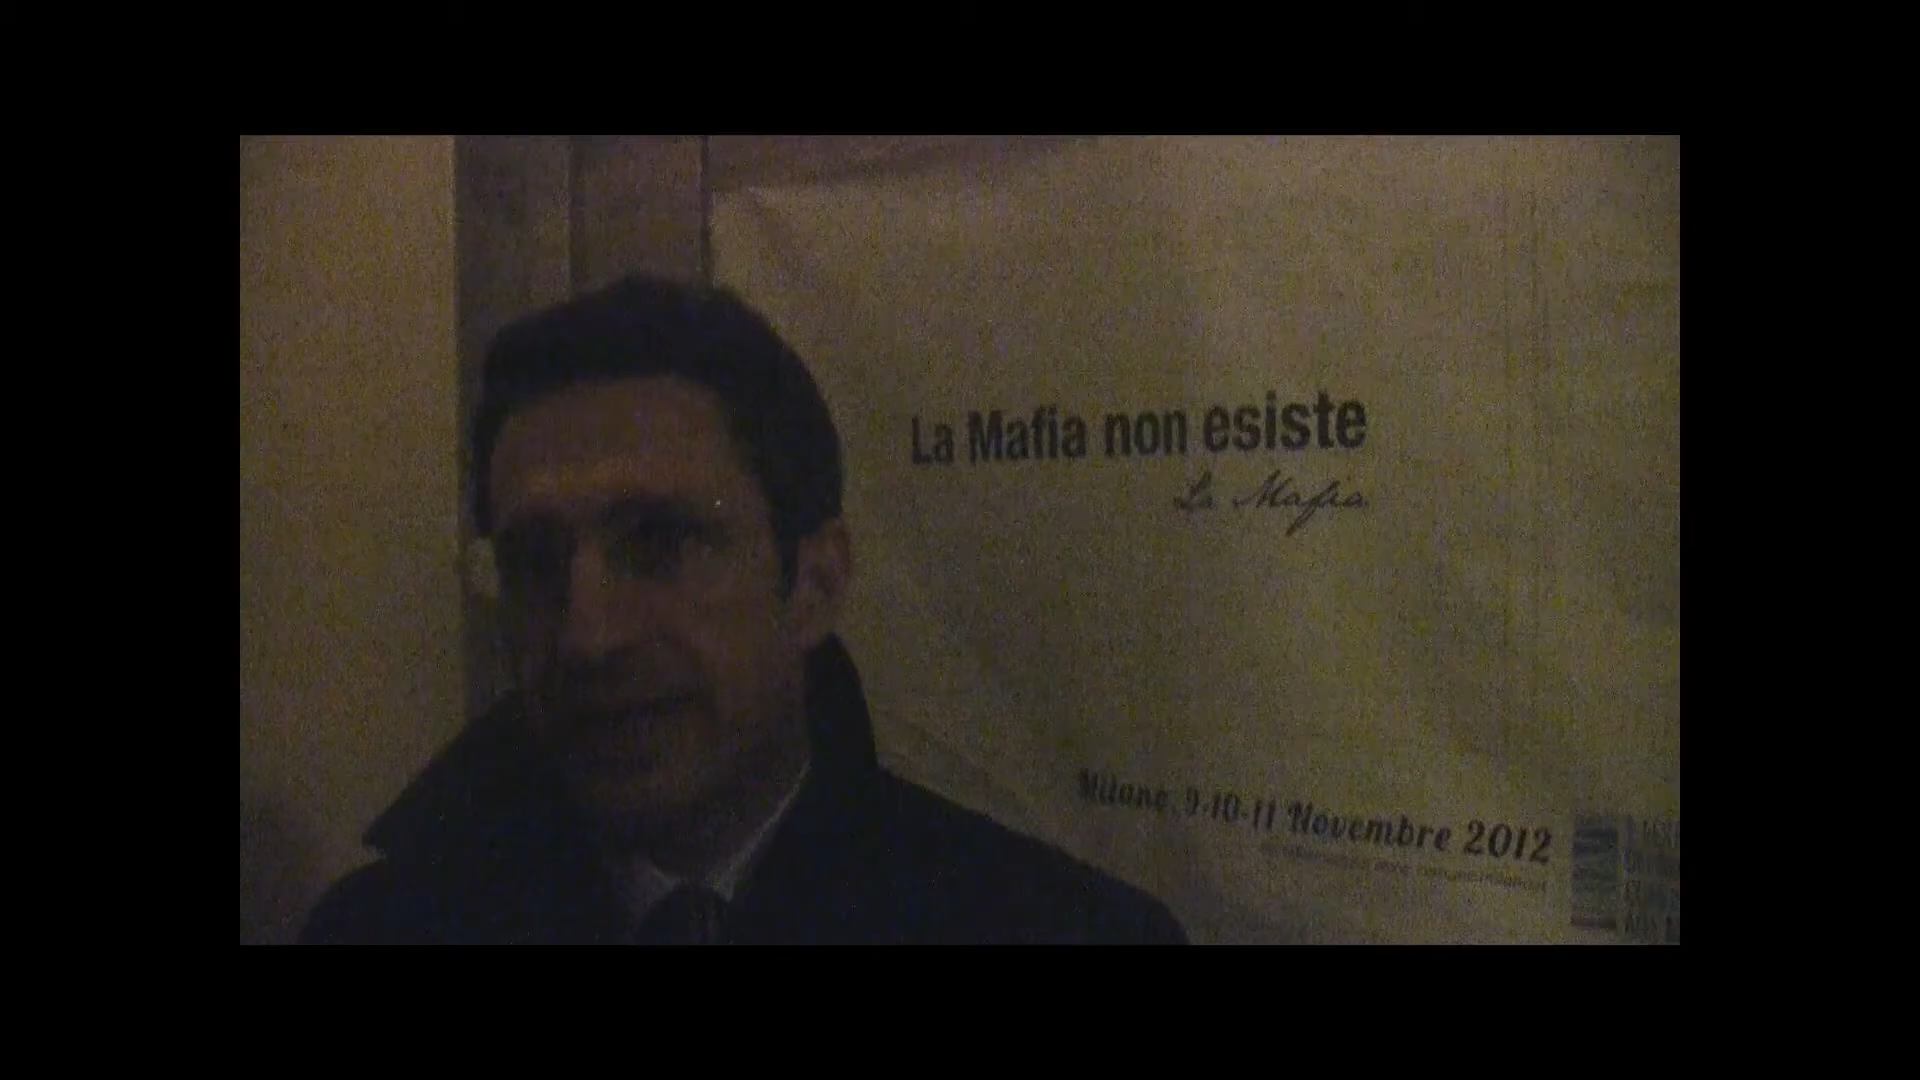 La Mafia non esiste
La Mafia
Milano, 9-10-11 Novembre 2012